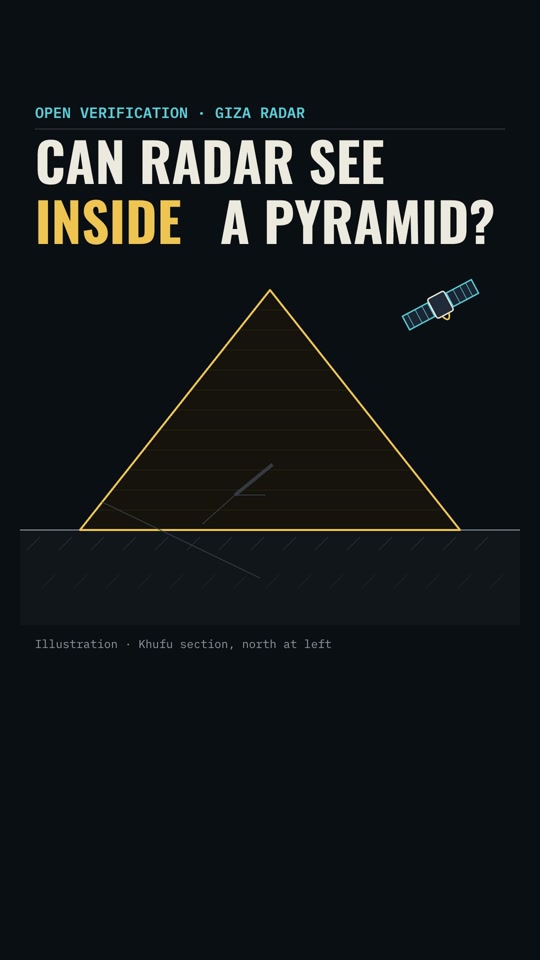 OPEN VERIFICATION · GIZA RADAR
CAN RADAR SEE
INSIDE A PYRAMID?
Illustration · Khufu section, north at left